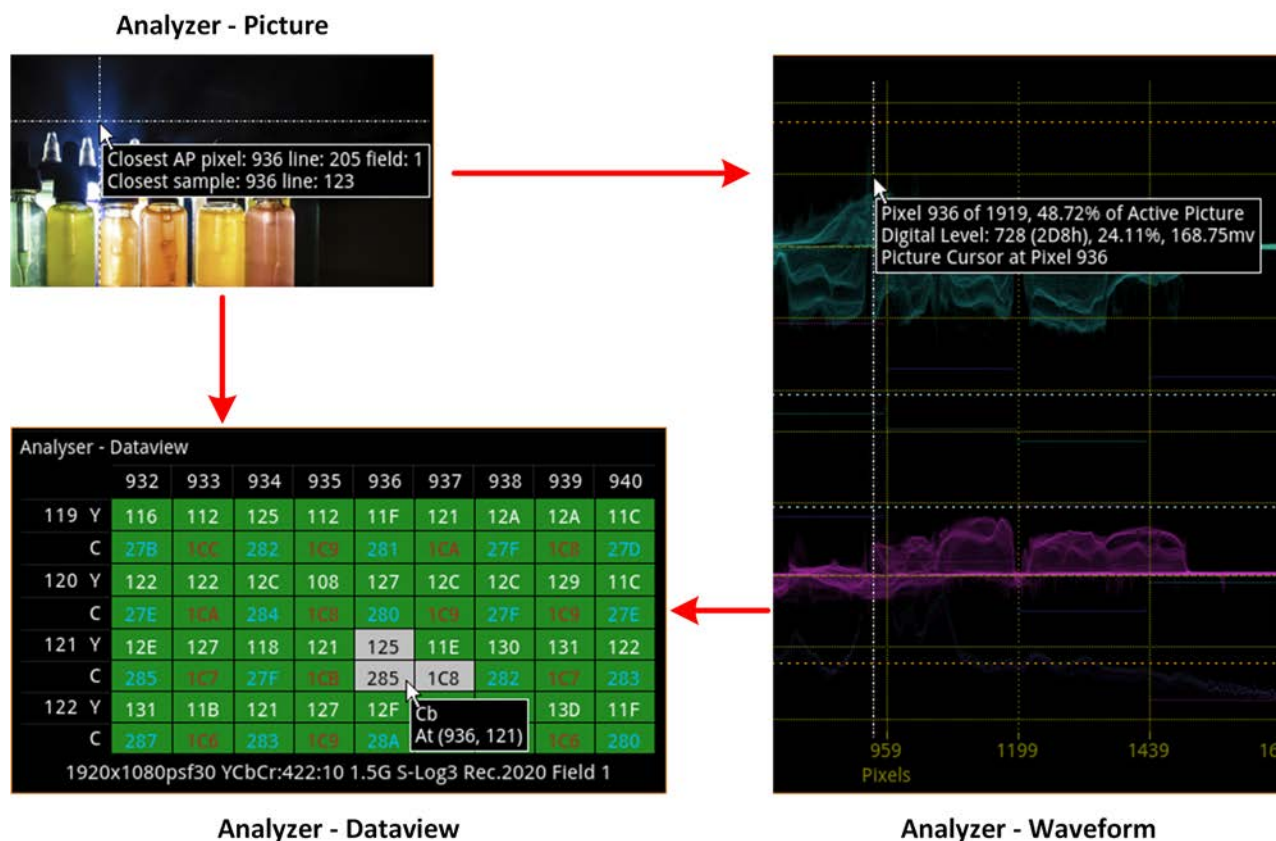 Analyzer - Picture
Closest AP pixel: 936 line: 205 field: 1
Closest sample: 936 line: 123
Pixel 936 of 1919, 48.72% of Active Picture
Digital Level: 728 (2D8h), 24.11%, 168.75mv
Picture Cursor at Pixel 936
Analyser - Dataview
932 933 934 935 936 937 938 939 940
119 Y 116 112 125 112 11F 121 12A 12A 11C
C 27B 1CC 282 1C9 281 1CA 27F 1C8 27D
120 Y 122 122 12C 108 127 12C 12C 129 11C
C 27E 1CA 284 1C8 280 1C9 27F 1C9 27E
121 Y 12E 127 118 121 125 11E 130 131 122
C 285 1C7 27F 1CB 285 1C8 282 1C7 283
122 Y 131 11B 121 127 12F 13D 11F
C 287 1C6 283 1C9 28A 1C6 280
Cb
At (936, 121)
1920x1080psf30 YCbCr:422:10 1.5G S-Log3 Rec.2020 Field 1
959 1199 1439
Pixels
Analyzer - Dataview
Analyzer - Waveform